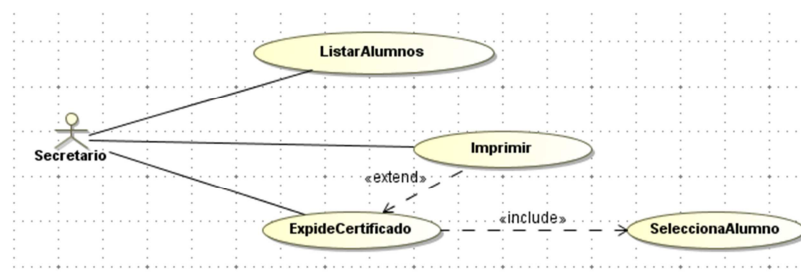 ListarAlumnos
Secretario
Imprimir
«extend»
ExpideCertificado
«include»
SeleccionaAlumno